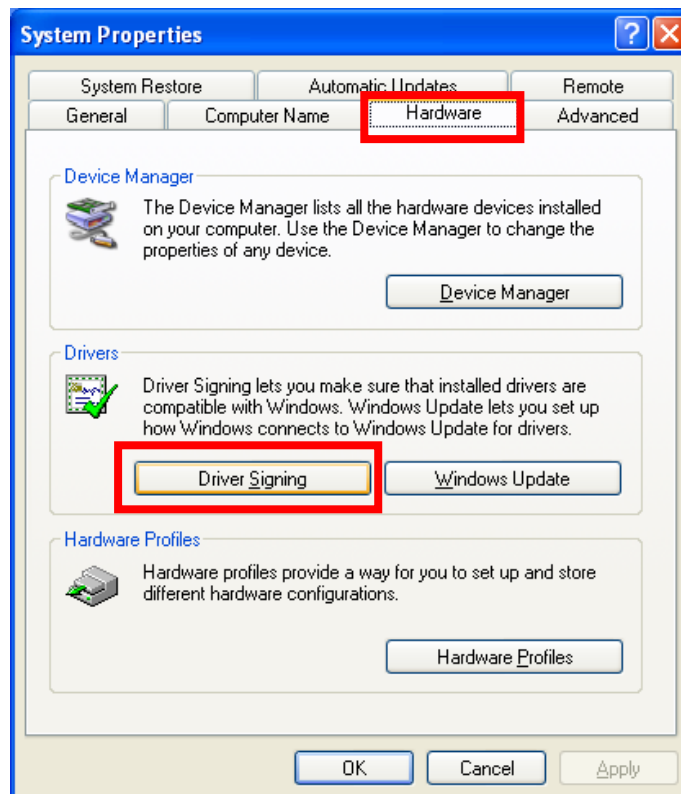 System Properties
System Restore Automatic Updates Remote
General Computer Name Hardware Advanced
Device Manager
The Device Manager lists all the hardware devices installed
on your computer. Use the Device Manager to change the
properties of any device.
Device Manager
Drivers
Driver Signing lets you make sure that installed drivers are
compatible with Windows. Windows Update lets you set up
how Windows connects to Windows Update for drivers.
Driver Signing Windows Update
Hardware Profiles
Hardware profiles provide a way for you to set up and store
different hardware configurations.
Hardware Profiles
OK Cancel Apply